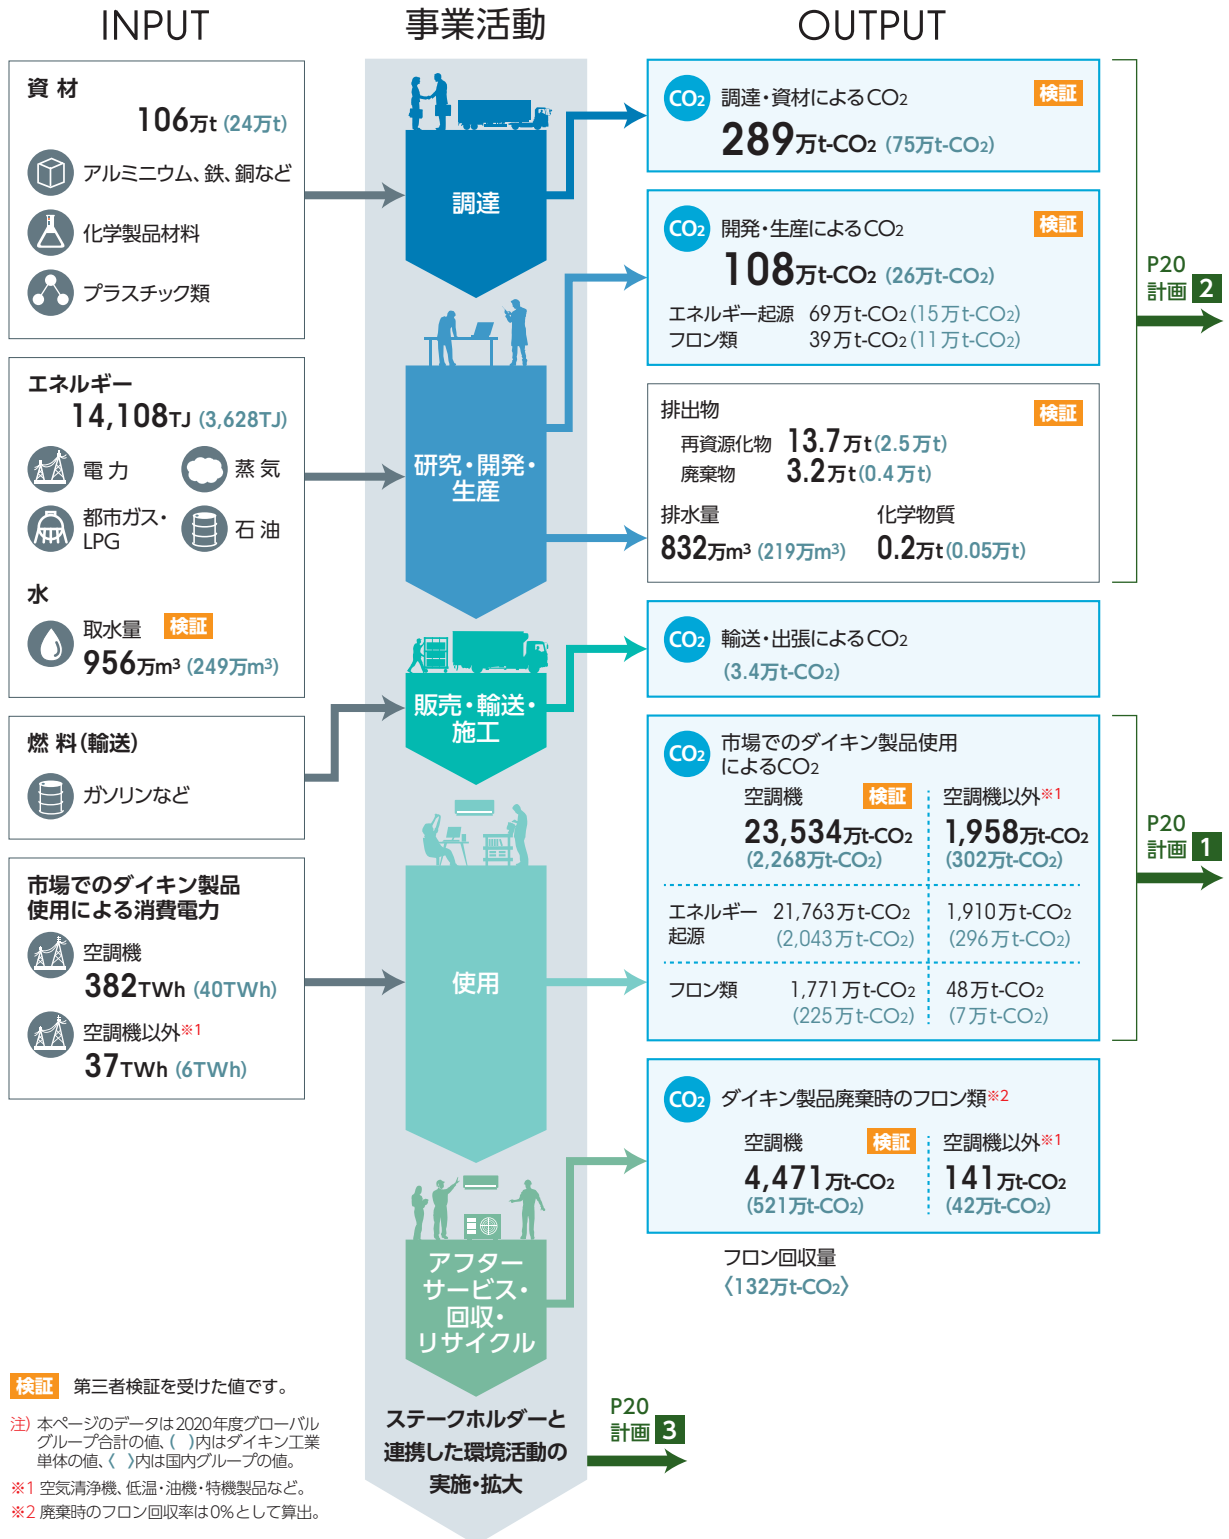 INPUT
事業活動
OUTPUT
資 材
106万t (24万t)
アルミニウム、鉄、銅など
化学製品材料
プラスチック類
エネルギー
14,108TJ (3,628TJ)
電 力
蒸 気
都市ガス・
LPG
石 油
水
取水量 検証
956万m³ (249万m³)
燃 料(輸送)
ガソリンなど
市場でのダイキン製品
使用による消費電力
空調機
382TWh (40TWh)
空調機以外※1
37TWh (6TWh)
調達
研究・開発・
生産
販売・輸送・
施工
使用
アフター
サービス・
回収・
リサイクル
ステークホルダーと
連携した環境活動の
実施・拡大
P20
計画 3
CO₂ 調達・資材によるCO₂ 検証
289万t-CO₂ (75万t-CO₂)
CO₂ 開発・生産によるCO₂ 検証
108万t-CO₂ (26万t-CO₂)
エネルギー起源 69万t-CO₂(15万t-CO₂)
フロン類 39万t-CO₂(11万t-CO₂)
排出物 検証
再資源化物 13.7万t(2.5万t)
廃棄物 3.2万t(0.4万t)
排水量 化学物質
832万m³ (219万m³) 0.2万t(0.05万t)
P20
計画 2
CO₂ 輸送・出張によるCO₂
(3.4万t-CO₂)
CO₂ 市場でのダイキン製品使用
によるCO₂
空調機 検証 空調機以外※1
23,534万t-CO₂ 1,958万t-CO₂
(2,268万t-CO₂) (302万t-CO₂)
エネルギー 21,763万t-CO₂ 1,910万t-CO₂
起源 (2,043万t-CO₂) (296万t-CO₂)
フロン類 1,771万t-CO₂ 48万t-CO₂
(225万t-CO₂) (7万t-CO₂)
P20
計画 1
CO₂ ダイキン製品廃棄時のフロン類※2
空調機 検証 空調機以外※1
4,471万t-CO₂ 141万t-CO₂
(521万t-CO₂) (42万t-CO₂)
フロン回収量
〈132万t-CO₂〉
検証 第三者検証を受けた値です。
注) 本ページのデータは2020年度グローバル
グループ合計の値、( )内はダイキン工業
単体の値、〈 〉内は国内グループの値。
※1 空気清浄機、低温・油機・特機製品など。
※2 廃棄時のフロン回収率は0%として算出。